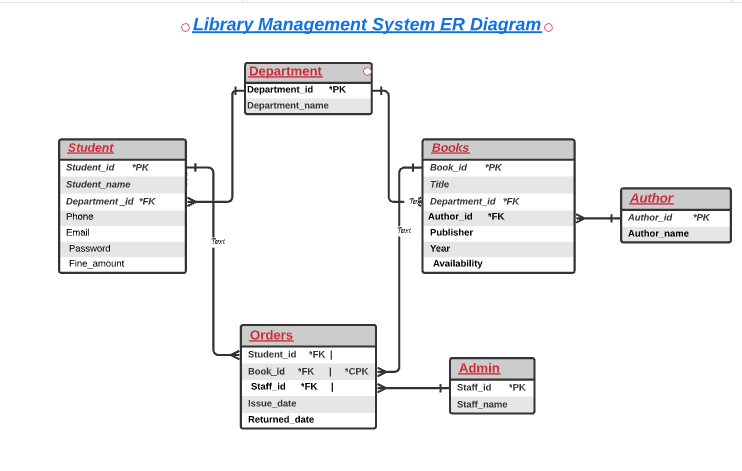 Library Management System ER Diagram
Department
Department_id *PK
Department_name
Student
Student_id *PK
Student_name
Department_id *FK
Phone
Email
Password
Fine_amount
Books
Book_id *PK
Title
Department_id *FK
Author_id *FK
Publisher
Year
Availability
Author
Author_id *PK
Author_name
Text
Text
Text
Orders
Student_id *FK |
Book_id *FK | *CPK
Staff_id *FK |
Issue_date
Returned_date
Admin
Staff_id *PK
Staff_name